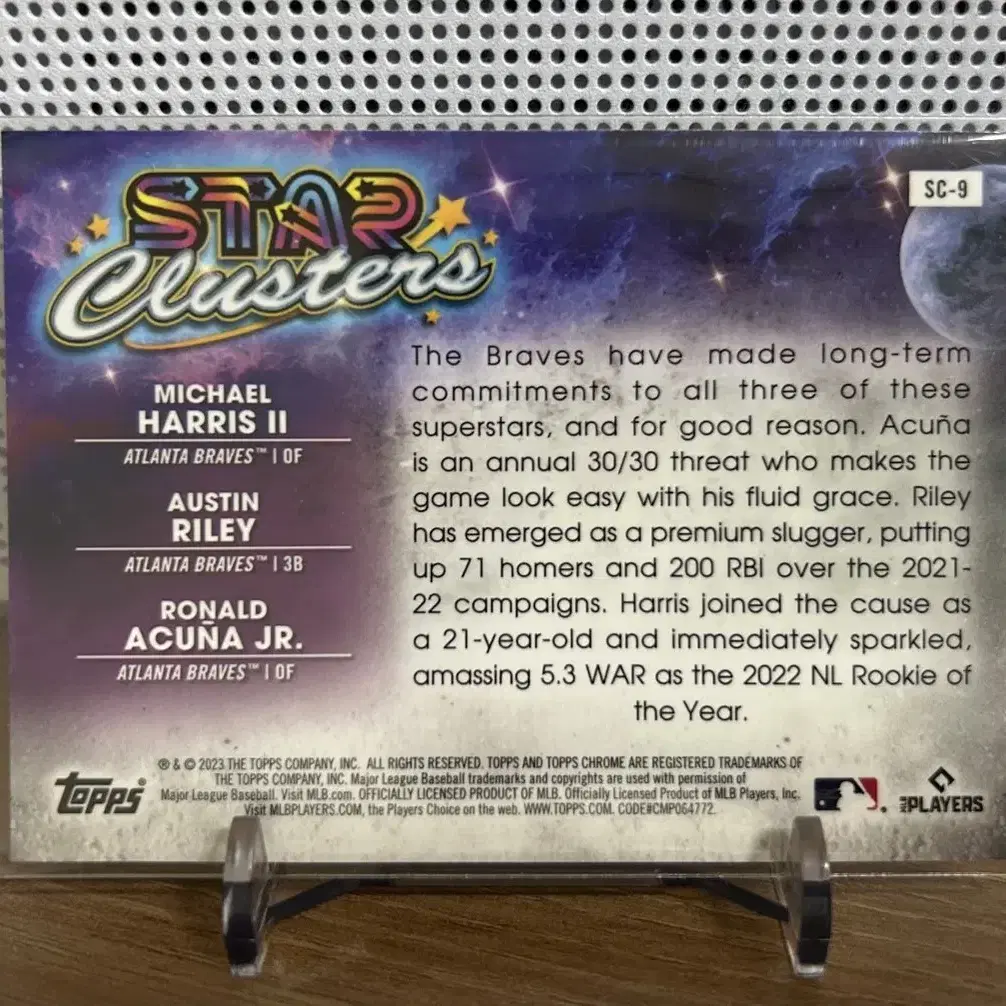 STAR
Clusters
SC-9
MICHAEL
HARRIS II
ATLANTA BRAVES™ | OF
AUSTIN
RILEY
ATLANTA BRAVES™ | 3B
RONALD
ACUÑA JR.
ATLANTA BRAVES™ | OF
The Braves have made long-term
commitments to all three of these
superstars, and for good reason. Acuña
is an annual 30/30 threat who makes the
game look easy with his fluid grace. Riley
has emerged as a premium slugger, putting
up 71 homers and 200 RBI over the 2021-
22 campaigns. Harris joined the cause as
a 21-year-old and immediately sparkled,
amassing 5.3 WAR as the 2022 NL Rookie of
the Year.
® & © 2023 THE TOPPS COMPANY, INC. ALL RIGHTS RESERVED. TOPPS AND TOPPS CHROME ARE REGISTERED TRADEMARKS OF
THE TOPPS COMPANY, INC. Major League Baseball trademarks and copyrights are used with permission of
Major League Baseball. Visit MLB.com. OFFICIALLY LICENSED PRODUCT OF MLB. Officially Licensed Product of MLB Players, Inc.
Visit MLBPLAYERS.COM, the Players Choice on the web. WWW.TOPPS.COM. CODE#CMP064772.
Topps®
MLB PLAYERS